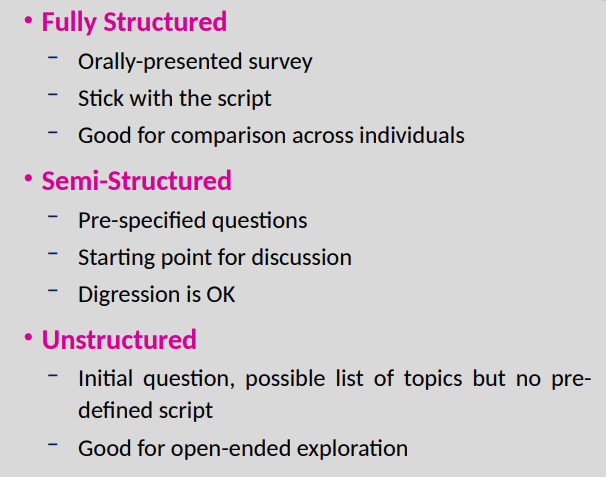 • Fully Structured
– Orally-presented survey
– Stick with the script
– Good for comparison across individuals
• Semi-Structured
– Pre-specified questions
– Starting point for discussion
– Digression is OK
• Unstructured
– Initial question, possible list of topics but no pre-
defined script
– Good for open-ended exploration